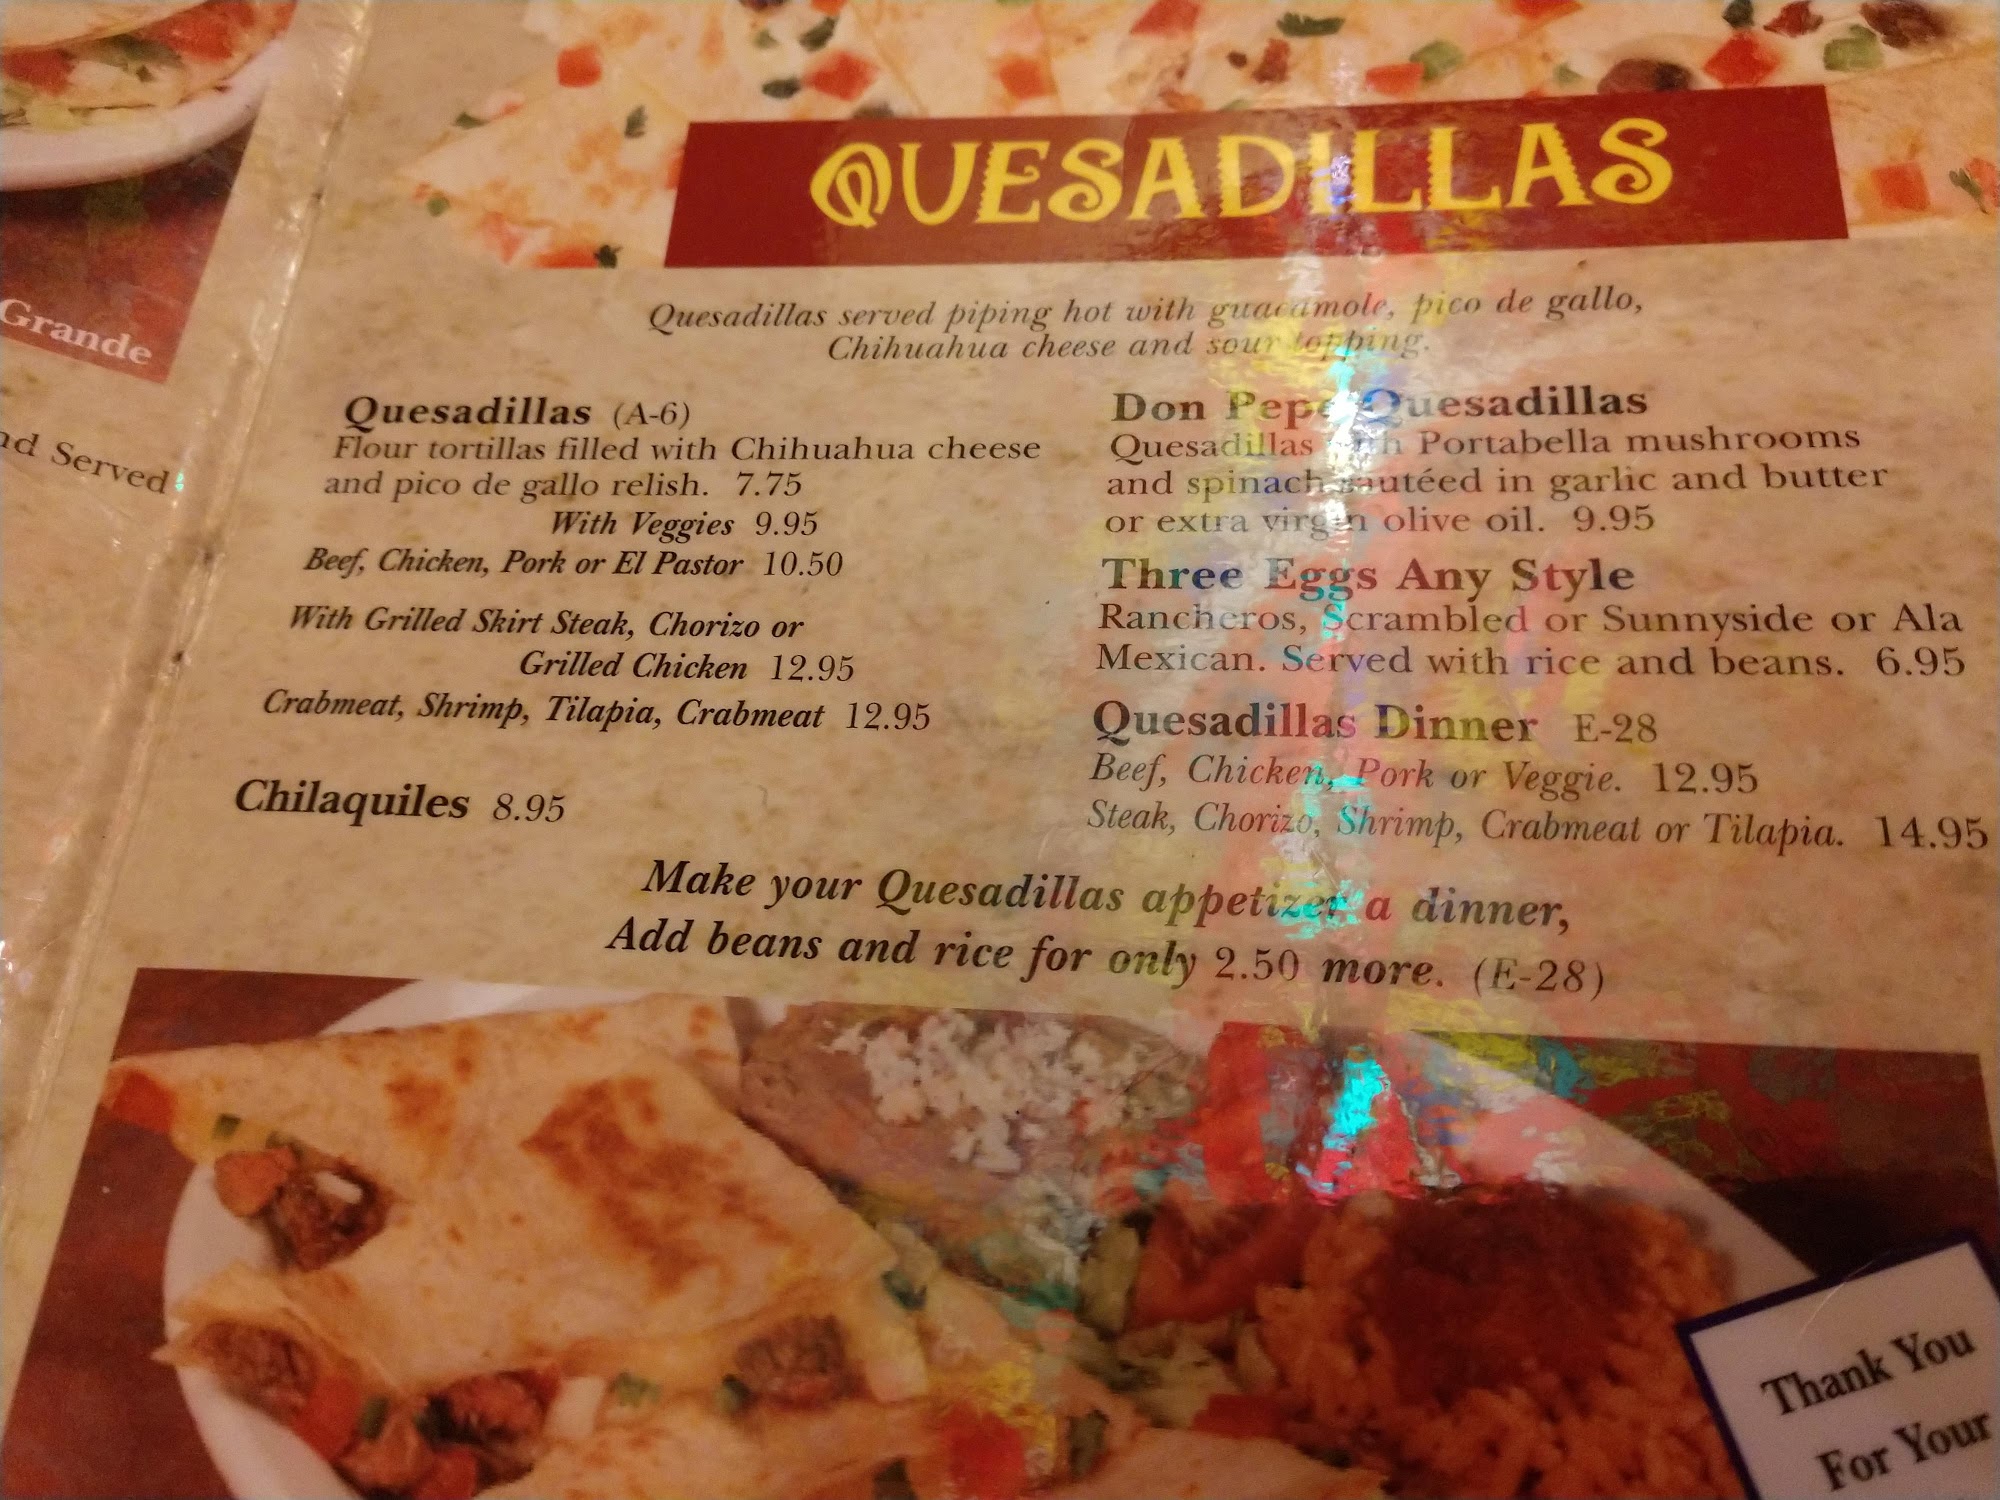 Grande
nd Served
QUESADILLAS
Quesadillas served piping hot with guacamole, pico de gallo,
Chihuahua cheese and sour topping.
Quesadillas (A-6)
Flour tortillas filled with Chihuahua cheese
and pico de gallo relish. 7.75
With Veggies 9.95
Beef, Chicken, Pork or El Pastor 10.50
With Grilled Skirt Steak, Chorizo or
Grilled Chicken 12.95
Crabmeat, Shrimp, Tilapia, Crabmeat 12.95
Chilaquiles 8.95
Don Pepe Quesadillas
Quesadillas with Portabella mushrooms
and spinach sautéed in garlic and butter
or extra virgin olive oil. 9.95
Three Eggs Any Style
Rancheros, Scrambled or Sunnyside or Ala
Mexican. Served with rice and beans. 6.95
Quesadillas Dinner E-28
Beef, Chicken, Pork or Veggie. 12.95
Steak, Chorizo, Shrimp, Crabmeat or Tilapia. 14.95
Make your Quesadillas appetizer a dinner,
Add beans and rice for only 2.50 more. (E-28)
Thank You
For Your